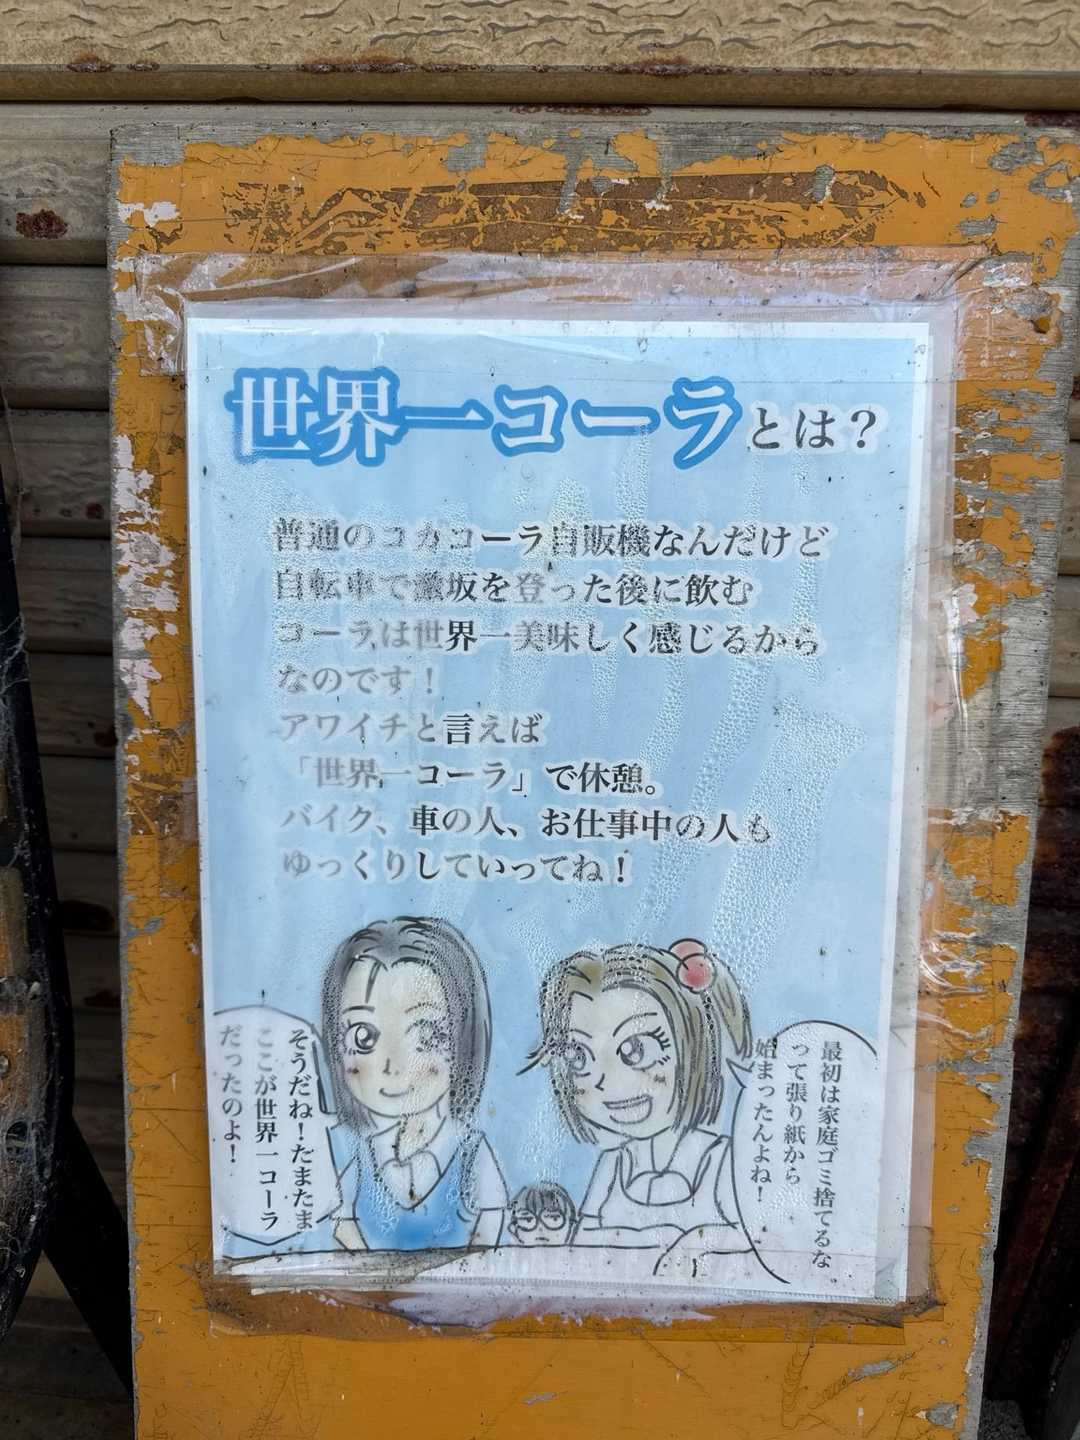 世界一コーラとは？
普通のコカコーラ自販機なんだけど
自転車で激坂を登った後に飲む
コーラは世界一美味しく感じるから
なのです！
アワイチと言えば
「世界一コーラ」で休憩。
バイク、車の人、お仕事中の人も
ゆっくりしていってね！
最初は家庭ゴミ捨てるな
って張り紙から
始まったんよね！
そうだね！たまたま
ここが世界一コーラ
だったのよ！